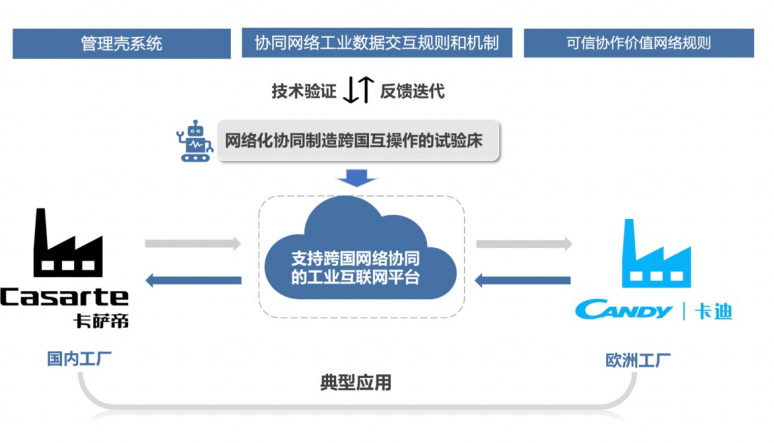 管理壳系统
协同网络工业数据交互规则和机制
可信协作价值网络规则
技术验证
反馈迭代
网络化协同制造跨国互操作的试验床
支持跨国网络协同
的工业互联网平台
Casarte
卡萨帝
国内工厂
CANDY
卡迪
欧洲工厂
典型应用